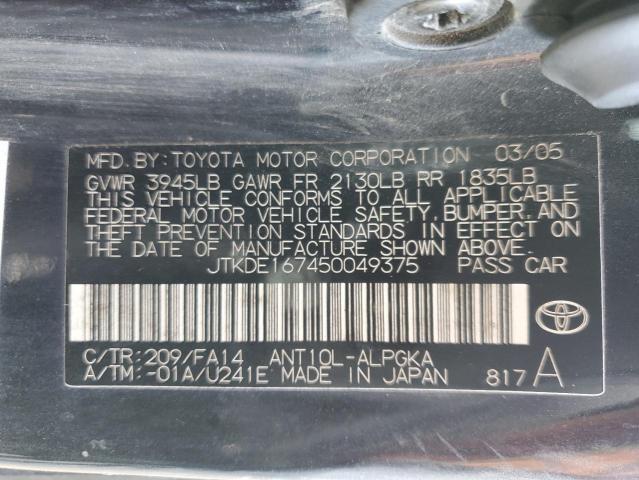 MFD. BY: TOYOTA MOTOR CORPORATION 03/05
GVWR 3945LB GAWR FR 2130LB RR 1835LB
THIS VEHICLE CONFORMS TO ALL APPLICABLE
FEDERAL MOTOR VEHICLE SAFETY, BUMPER, AND
THEFT PREVENTION STANDARDS IN EFFECT ON
THE DATE OF MANUFACTURE SHOWN ABOVE.
JTKDE167450049375 PASS CAR
C/TR: 209/FA14 ANT10L-ALPGKA
A/TM: -01A/U241E MADE IN JAPAN 817 A